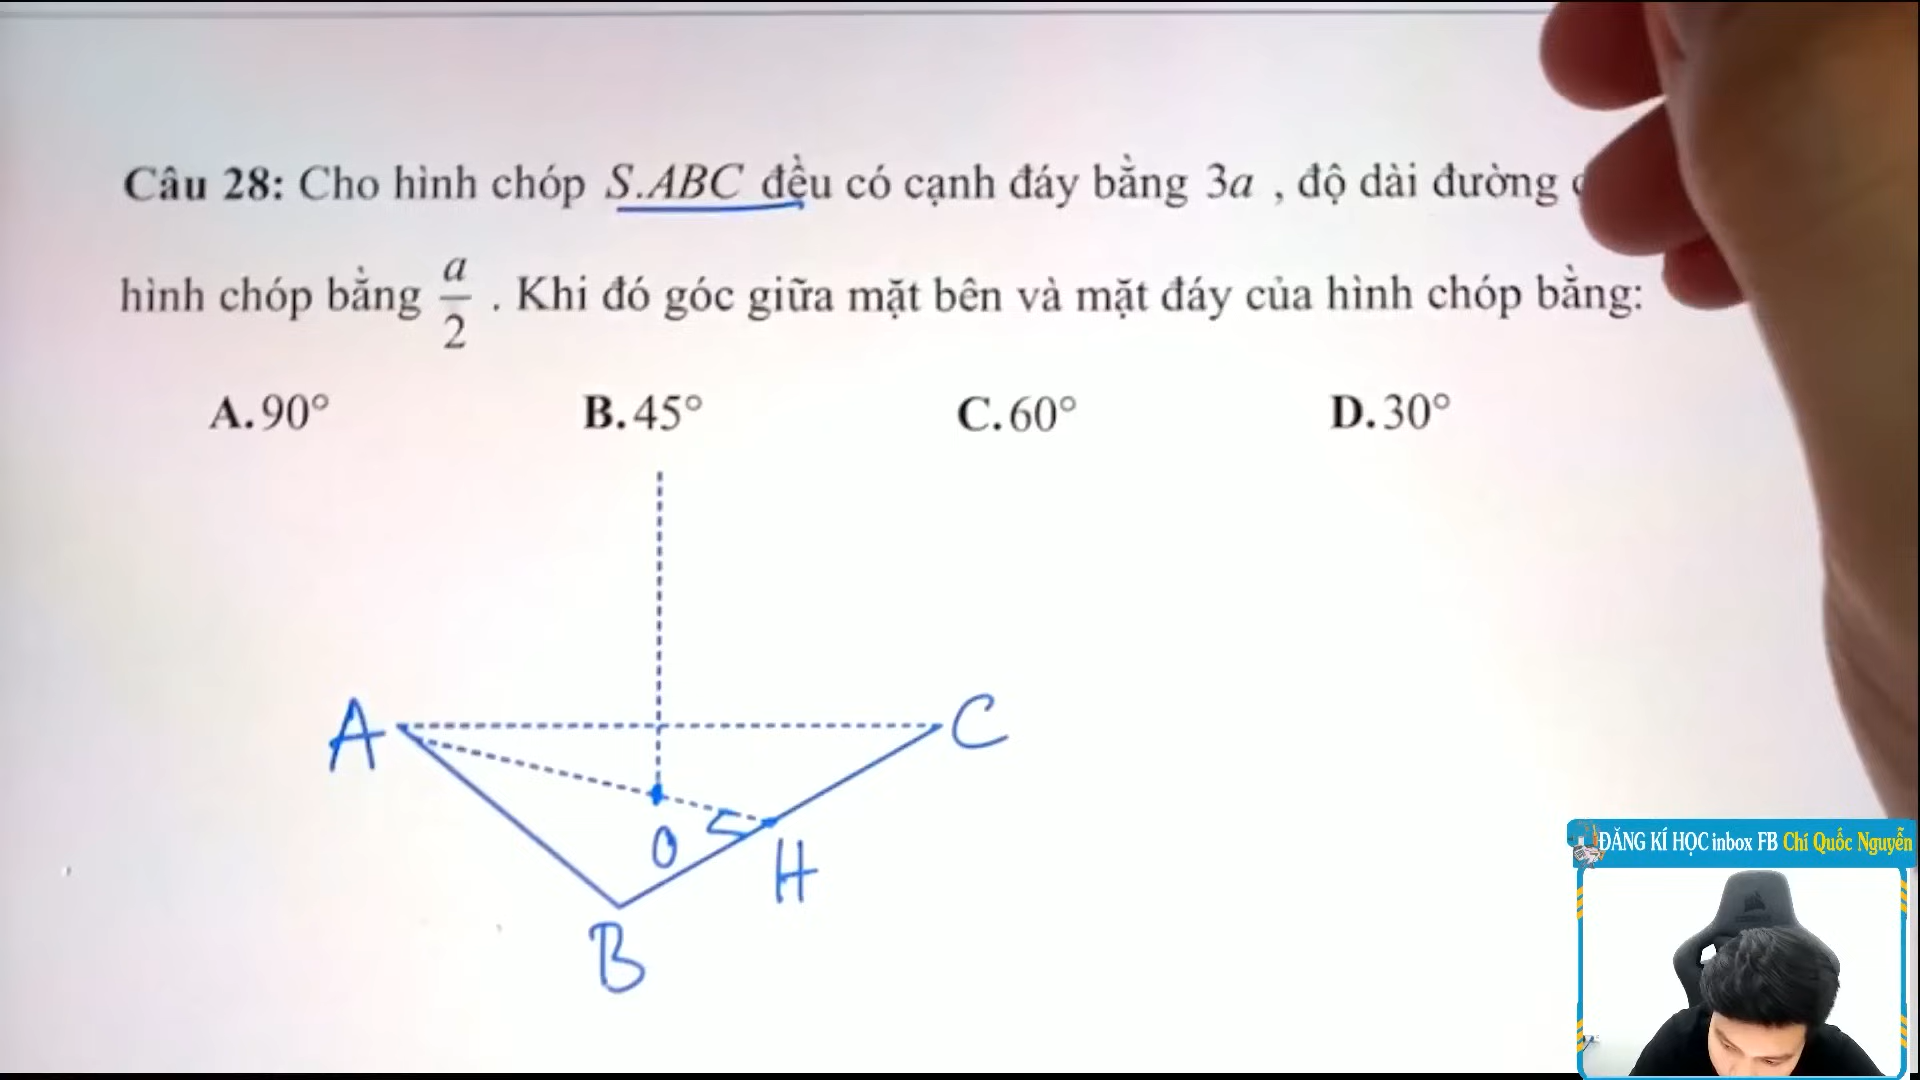 Câu 28: Cho hình chóp S.ABC đều có cạnh đáy bằng 3a , độ dài đường
hình chóp bằng a/2 . Khi đó góc giữa mặt bên và mặt đáy của hình chóp bằng:
A. 90° B. 45° C. 60° D. 30°
A C
O H
B
ĐĂNG KÍ HỌC inbox FB Chí Quốc Nguyễn